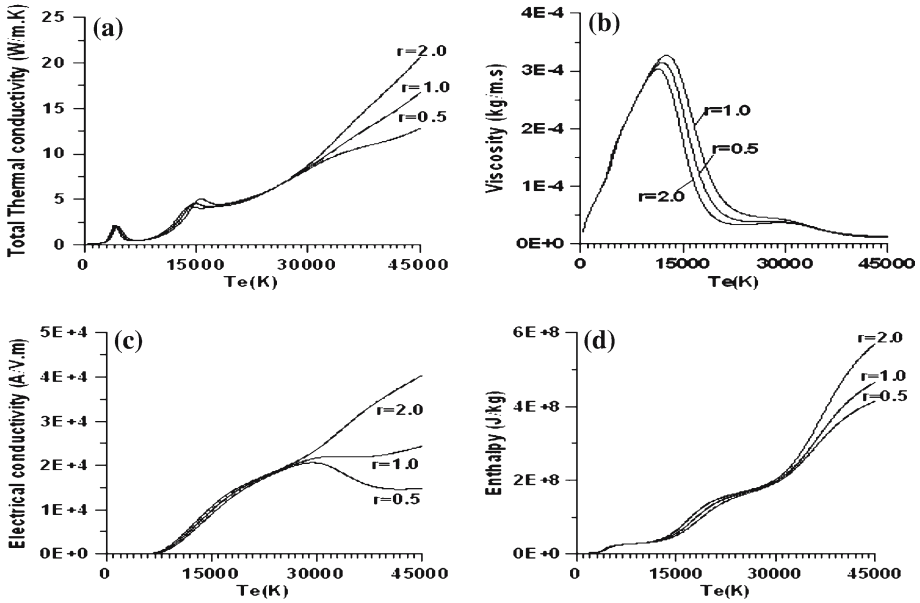 (a)
Total Thermal conductivity (W/m.K)
25
20
15
10
5
0
r=2.0
r=1.0
r=0.5
0 15000 30000 45000
Te(K)
(b)
Viscosity (kg/m.s)
4E-4
3E-4
2E-4
1E-4
0E+0
r=1.0
r=0.5
r=2.0
0 15000 30000 45000
Te(K)
(c)
Electrical conductivity (A/V.m)
5E+4
4E+4
3E+4
2E+4
1E+4
0E+0
r=2.0
r=1.0
r=0.5
0 15000 30000 45000
Te(K)
(d)
Enthalpy (J/kg)
6E+8
4E+8
2E+8
0E+0
r=2.0
r=1.0
r=0.5
0 15000 30000 45000
Te(K)